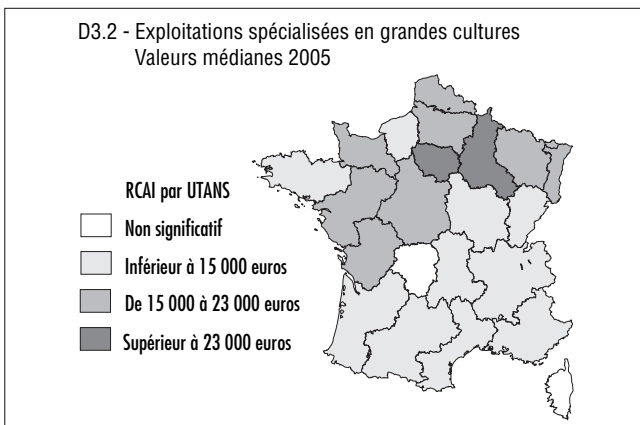 D3.2 - Exploitations spécialisées en grandes cultures
Valeurs médianes 2005
RCAI par UTANS
Non significatif
Inférieur à 15 000 euros
De 15 000 à 23 000 euros
Supérieur à 23 000 euros